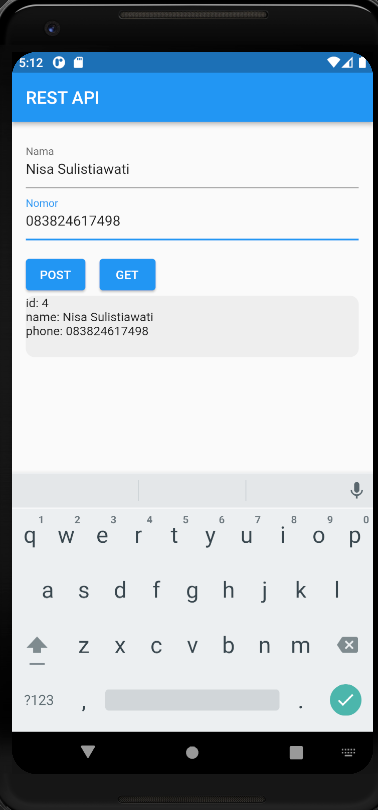 5:12
REST API
Nama
Nisa Sulistiawati
Nomor
083824617498
POST GET
id: 4
name: Nisa Sulistiawati
phone: 083824617498
1 2 3 4 5 6 7 8 9 0
q w e r t y u i o p
a s d f g h j k l
z x c v b n m
?123 , .